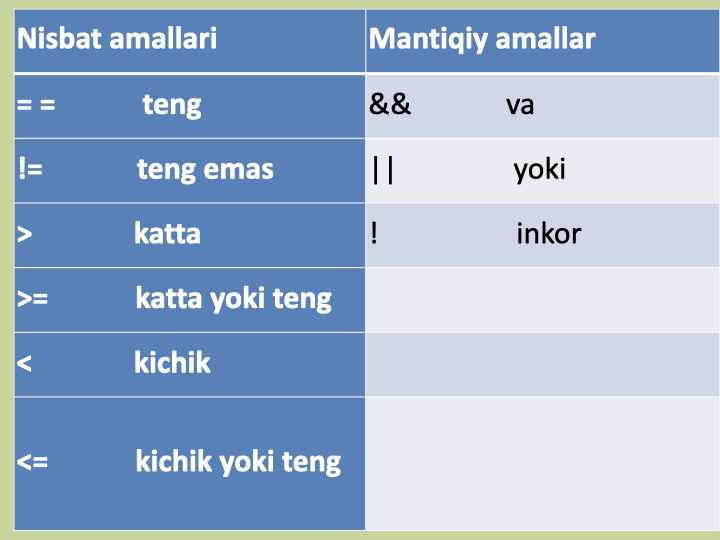 Nisbat amallari Mantiqiy amallar
= = teng && va
!= teng emas || yoki
> katta ! inkor
>= katta yoki teng
< kichik
<= kichik yoki teng